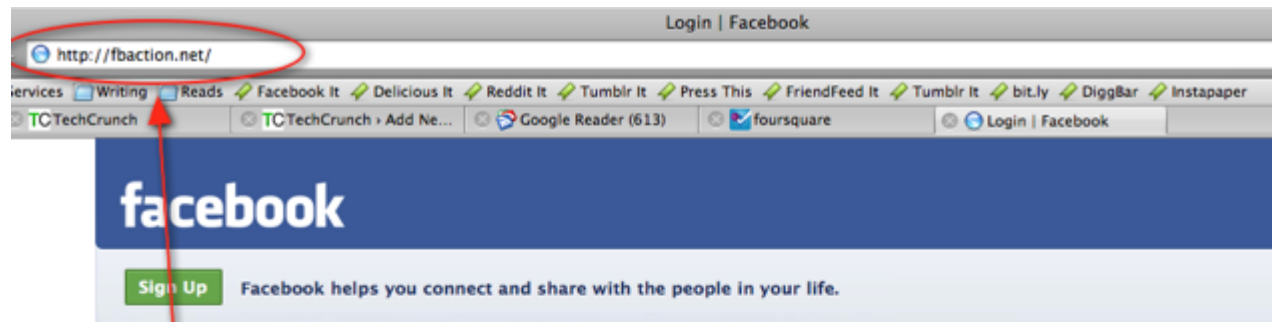 Login | Facebook
http://fbaction.net/
Services Writing Reads Facebook It Delicious It Reddit It Tumblr It Press This FriendFeed It Tumblr It bit.ly DiggBar Instapaper
TC TechCrunch TC TechCrunch › Add Ne... Google Reader (613) foursquare Login | Facebook
facebook
Sign Up Facebook helps you connect and share with the people in your life.